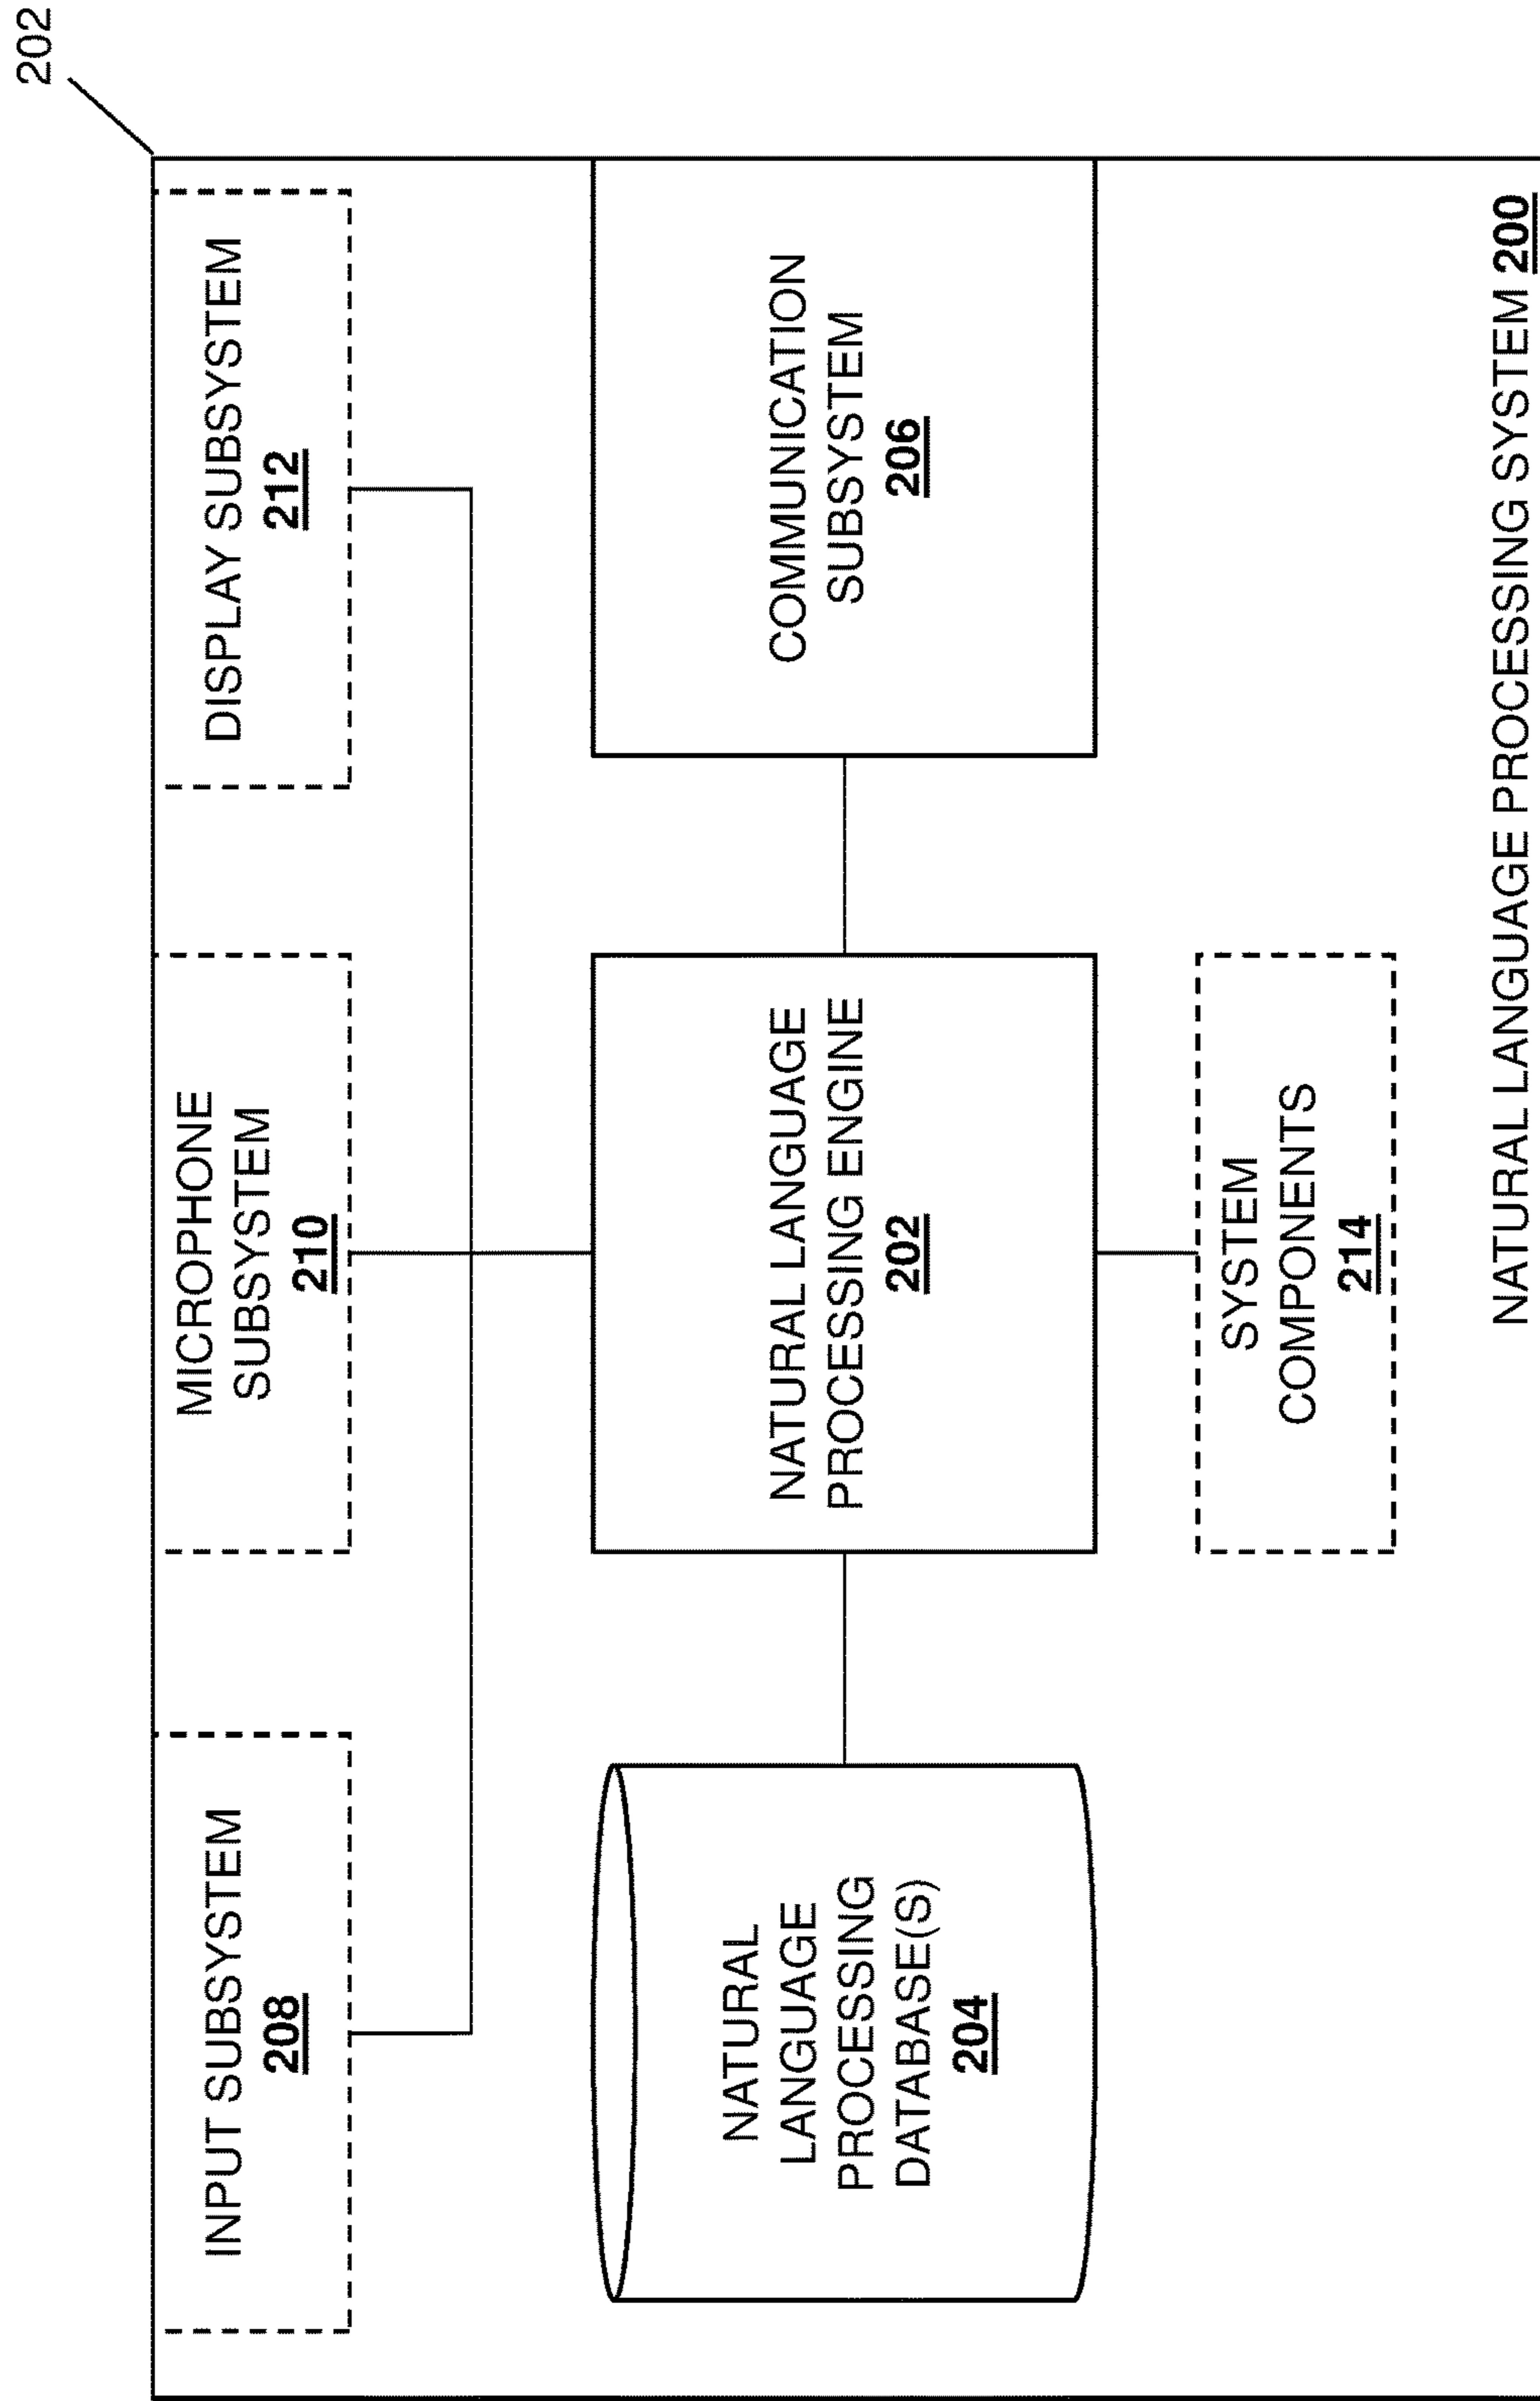 202
INPUT SUBSYSTEM
208
MICROPHONE
SUBSYSTEM
210
DISPLAY SUBSYSTEM
212
NATURAL
LANGUAGE
PROCESSING
DATABASE(S)
204
NATURAL LANGUAGE
PROCESSING ENGINE
202
COMMUNICATION
SUBSYSTEM
206
SYSTEM
COMPONENTS
214
NATURAL LANGUAGE PROCESSING SYSTEM 200